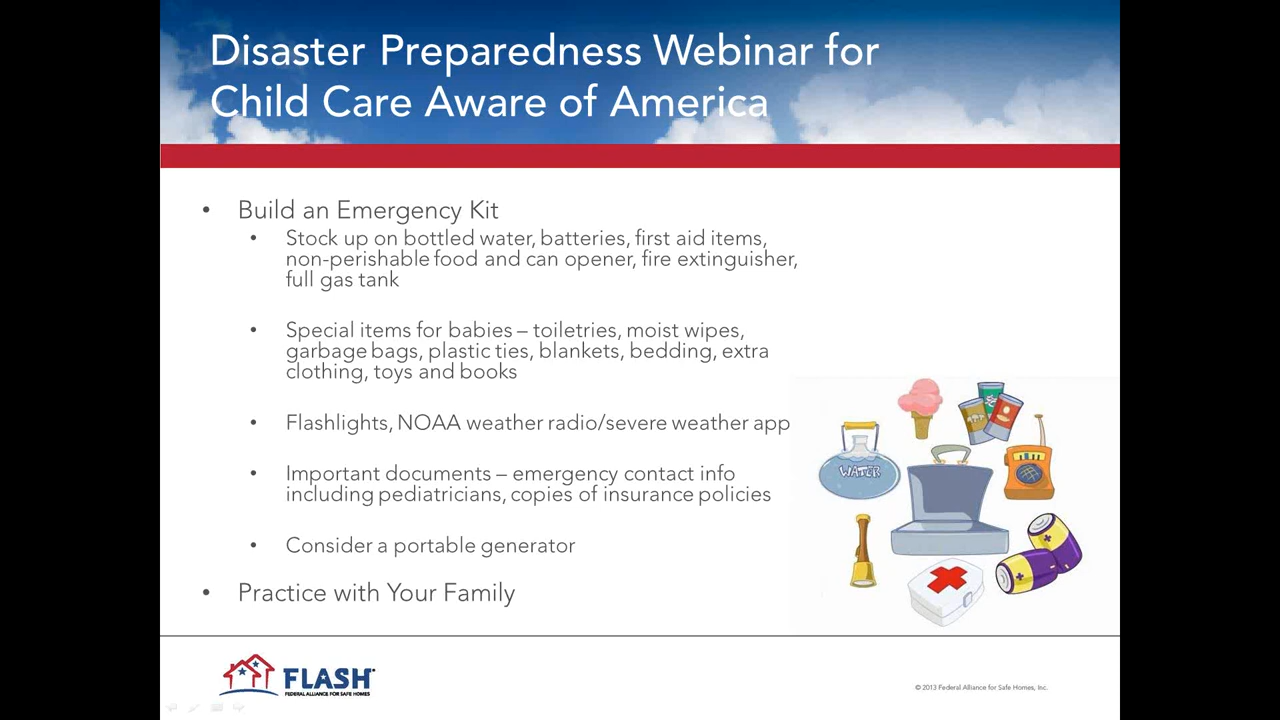 Disaster Preparedness Webinar for
Child Care Aware of America
• Build an Emergency Kit
• Stock up on bottled water, batteries, first aid items,
non-perishable food and can opener, fire extinguisher,
full gas tank
• Special items for babies – toiletries, moist wipes,
garbage bags, plastic ties, blankets, bedding, extra
clothing, toys and books
• Flashlights, NOAA weather radio/severe weather app
• Important documents – emergency contact info
including pediatricians, copies of insurance policies
• Consider a portable generator
• Practice with Your Family
WATER
FLASH
FEDERAL ALLIANCE FOR SAFE HOMES
© 2013 Federal Alliance for Safe Homes, Inc.